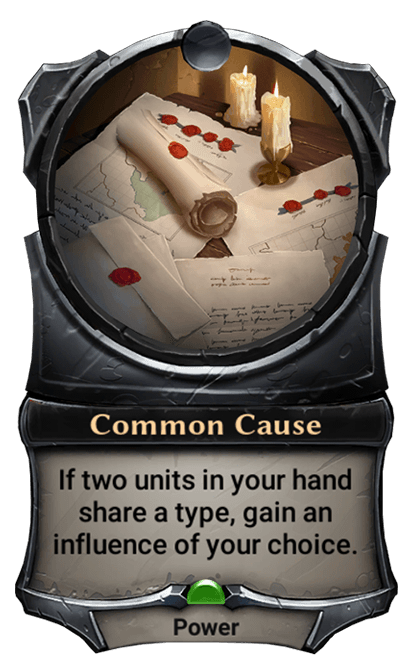 Common Cause
If two units in your hand
share a type, gain an
influence of your choice.
Power